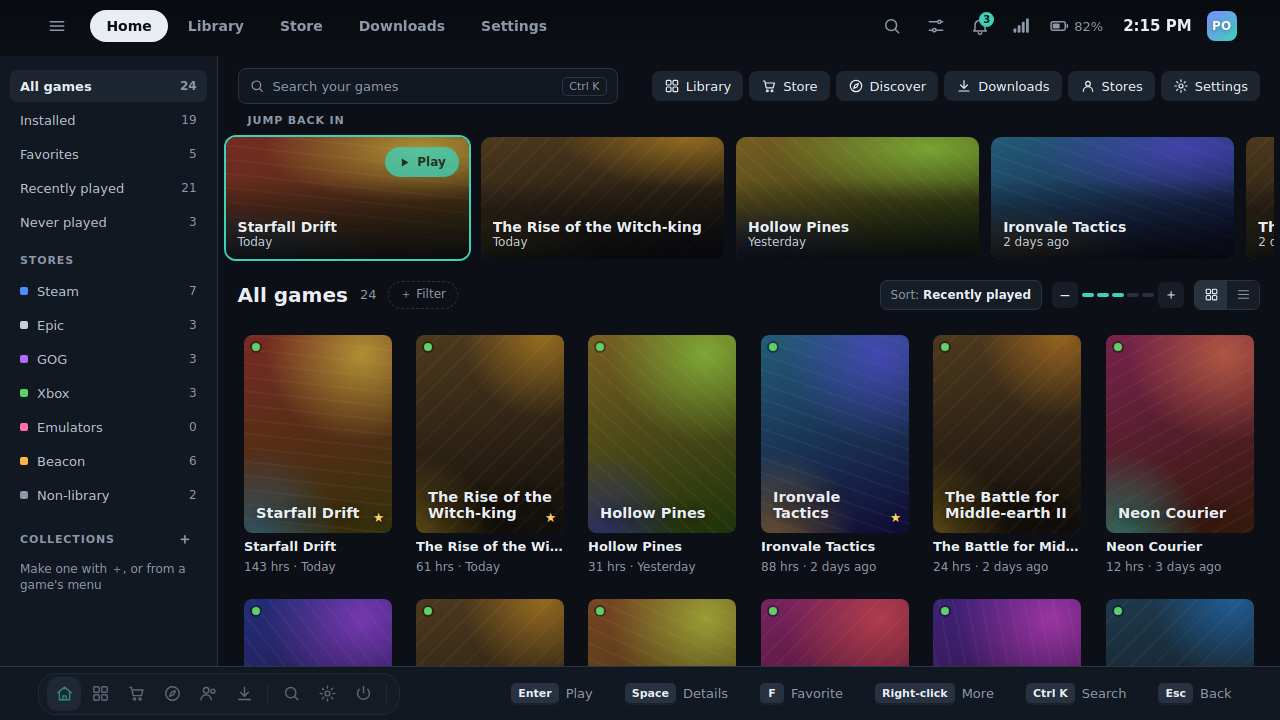 Home
Library
Store
Downloads
Settings
3
82%
2:15 PM
PO
All games 24
Installed 19
Favorites 5
Recently played 21
Never played 3
STORES
Steam 7
Epic 3
GOG 3
Xbox 3
Emulators 0
Beacon 6
Non-library 2
COLLECTIONS +
Make one with +, or from a
game's menu
Search your games
Ctrl K
Library
Store
Discover
Downloads
Stores
Settings
JUMP BACK IN
Play
Starfall Drift
Today
The Rise of the Witch-king
Today
Hollow Pines
Yesterday
Ironvale Tactics
2 days ago
All games 24
+ Filter
Sort: Recently played
− +
Starfall Drift
★
Starfall Drift
143 hrs · Today
The Rise of the
Witch-king
★
The Rise of the Wi...
61 hrs · Today
Hollow Pines
Hollow Pines
31 hrs · Yesterday
Ironvale
Tactics
★
Ironvale Tactics
88 hrs · 2 days ago
The Battle for
Middle-earth II
The Battle for Mid...
24 hrs · 2 days ago
Neon Courier
Neon Courier
12 hrs · 3 days ago
Enter Play
Space Details
F Favorite
Right-click More
Ctrl K Search
Esc Back